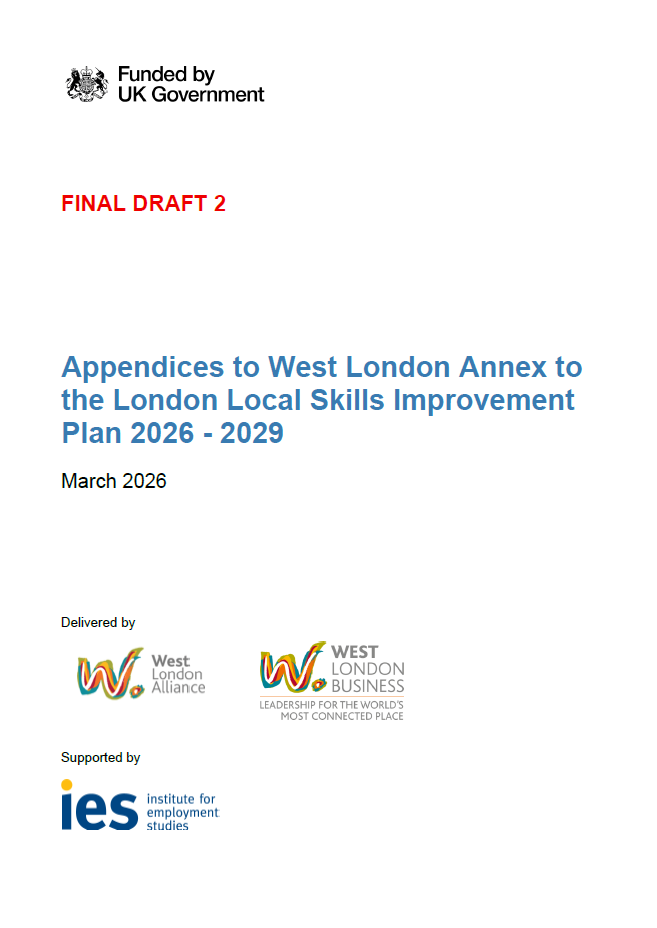 Funded by
UK Government
FINAL DRAFT 2
Appendices to West London Annex to
the London Local Skills Improvement
Plan 2026 - 2029
March 2026
Delivered by
West
London
Alliance
WEST
LONDON
BUSINESS
LEADERSHIP FOR THE WORLD'S
MOST CONNECTED PLACE
Supported by
ies institute for
employment
studies